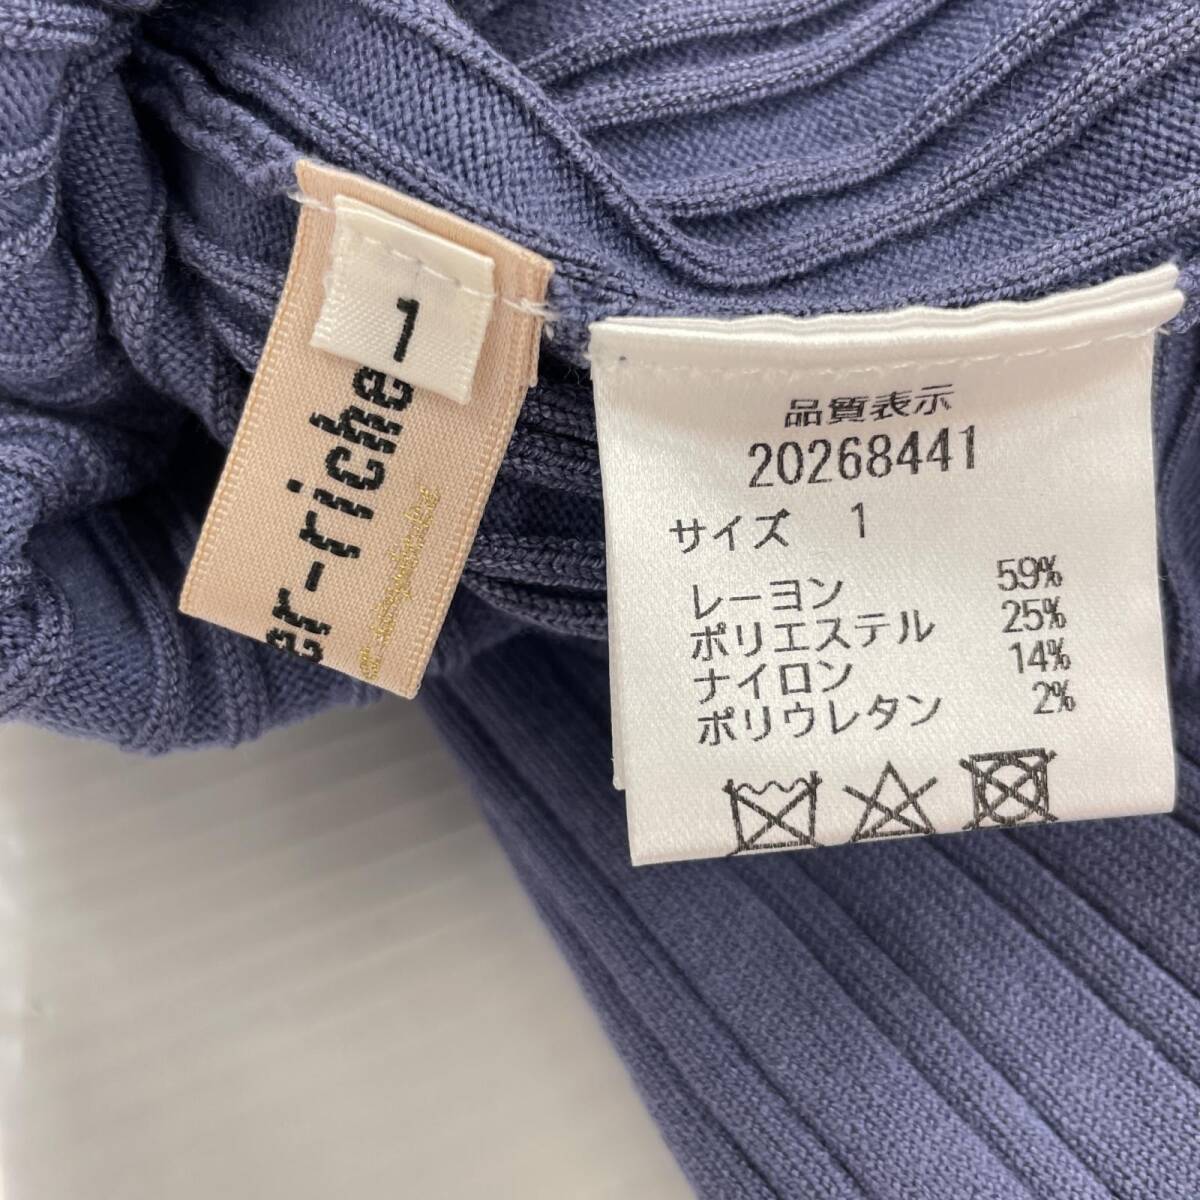 1
er-riche
品質表示
20268441
サイズ 1
レーヨン 59%
ポリエステル 25%
ナイロン 14%
ポリウレタン 2%